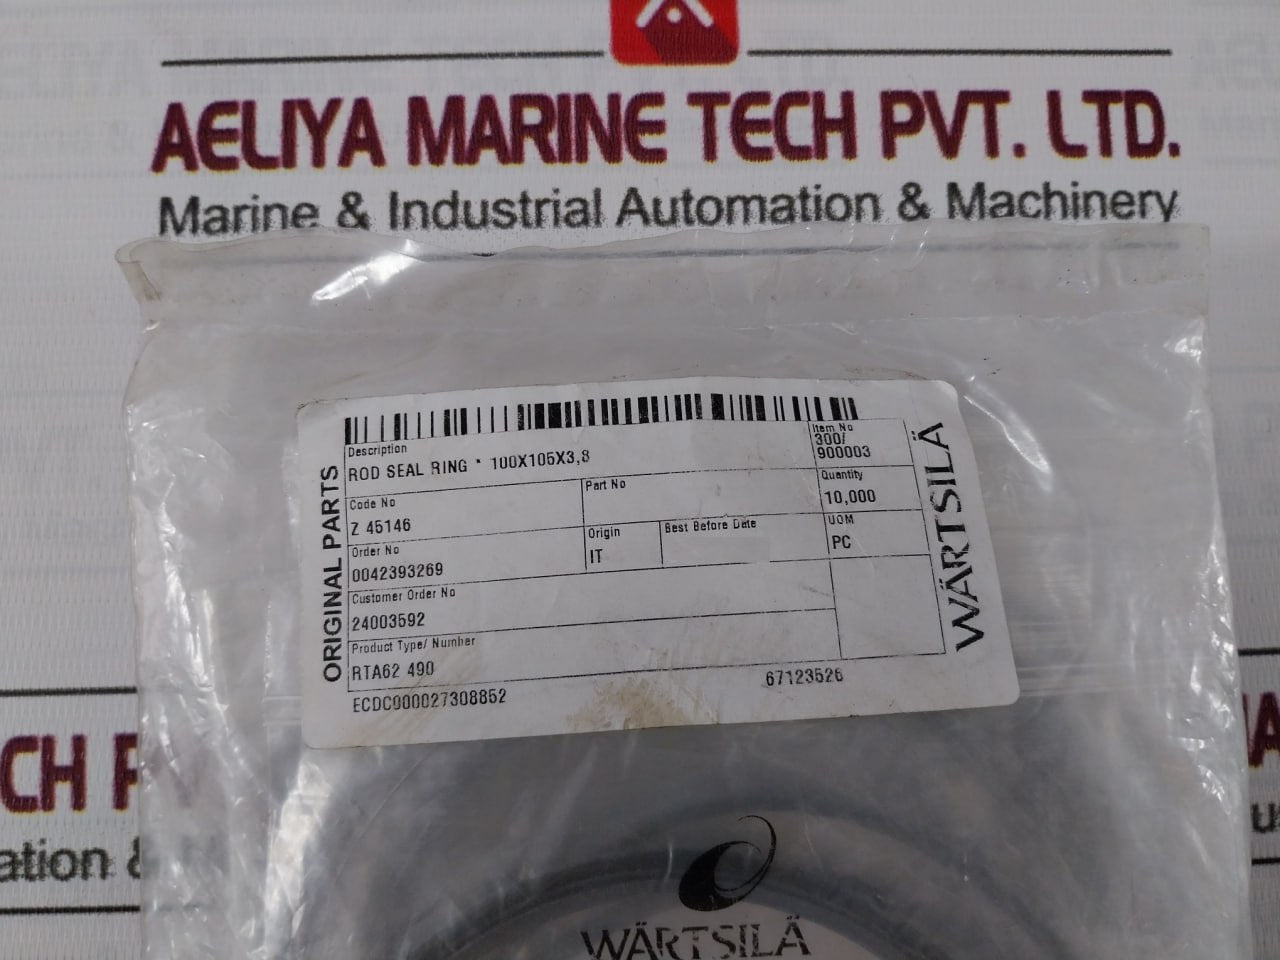 AELIYA MARINE TECH PVT. LTD.
Marine & Industrial Automation & Machinery
ORIGINAL PARTS
Description
ROD SEAL RING * 100X105X3,8
Item No
300/
900003
Code No
Z 45146
Part No
Quantity
10,000
Order No
0042393269
Origin
IT
Best Before Date
UOM
PC
Customer Order No
24003592
Product Type/ Number
RTA62 490
ECDC000027308852
67123526
WÄRTSILÄ
WÄRTSILÄ
CH P
ation &